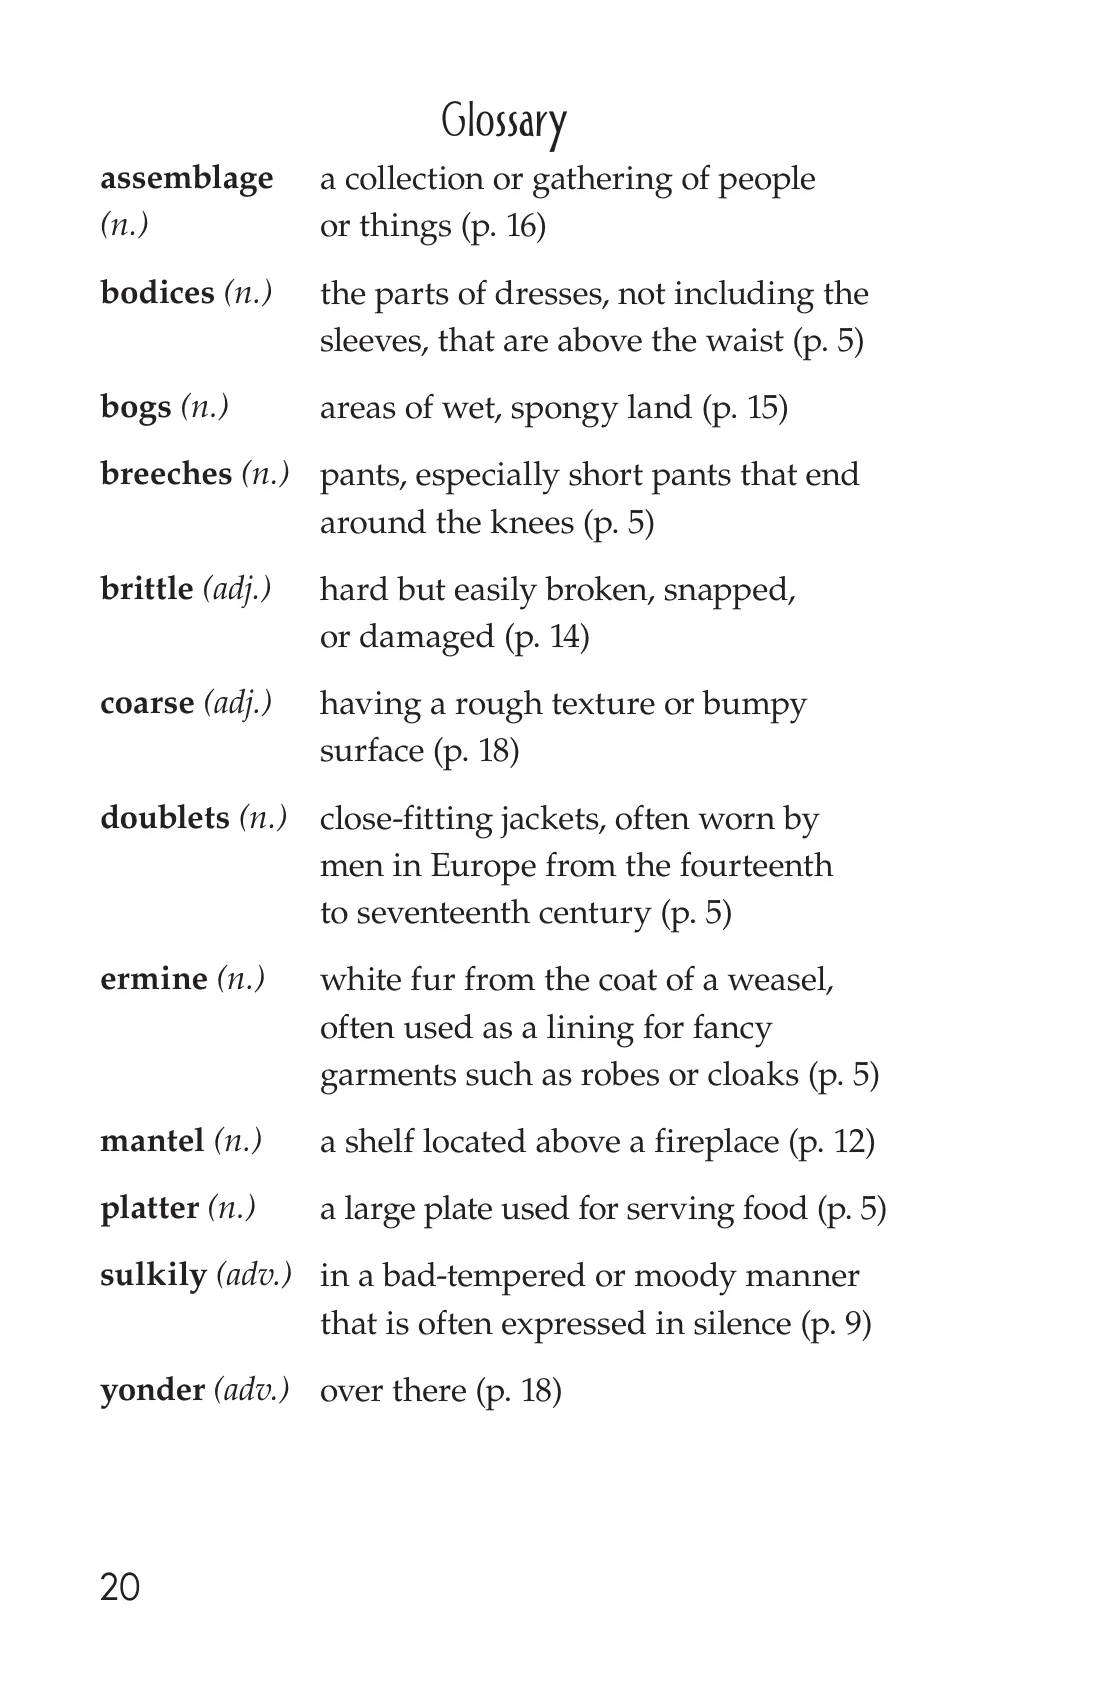 Glossary
assemblage a collection or gathering of people
(n.) or things (p. 16)
bodices (n.) the parts of dresses, not including the
sleeves, that are above the waist (p. 5)
bogs (n.) areas of wet, spongy land (p. 15)
breeches (n.) pants, especially short pants that end
around the knees (p. 5)
brittle (adj.) hard but easily broken, snapped,
or damaged (p. 14)
coarse (adj.) having a rough texture or bumpy
surface (p. 18)
doublets (n.) close-fitting jackets, often worn by
men in Europe from the fourteenth
to seventeenth century (p. 5)
ermine (n.) white fur from the coat of a weasel,
often used as a lining for fancy
garments such as robes or cloaks (p. 5)
mantel (n.) a shelf located above a fireplace (p. 12)
platter (n.) a large plate used for serving food (p. 5)
sulkily (adv.) in a bad-tempered or moody manner
that is often expressed in silence (p. 9)
yonder (adv.) over there (p. 18)
20